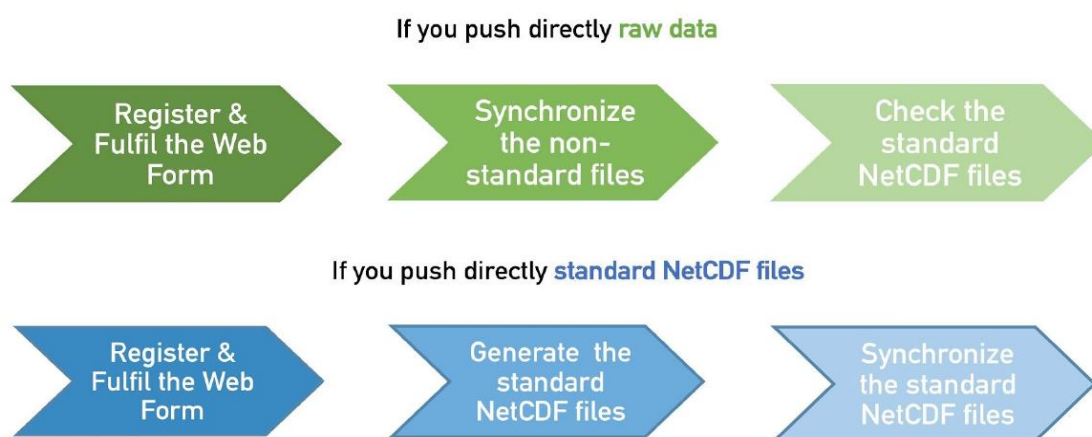 If you push directly raw data
Register &
Fulfil the Web
Form
Synchronize
the non-
standard files
Check the
standard
NetCDF files
If you push directly standard NetCDF files
Register &
Fulfil the Web
Form
Generate the
standard
NetCDF files
Synchronize
the standard
NetCDF files